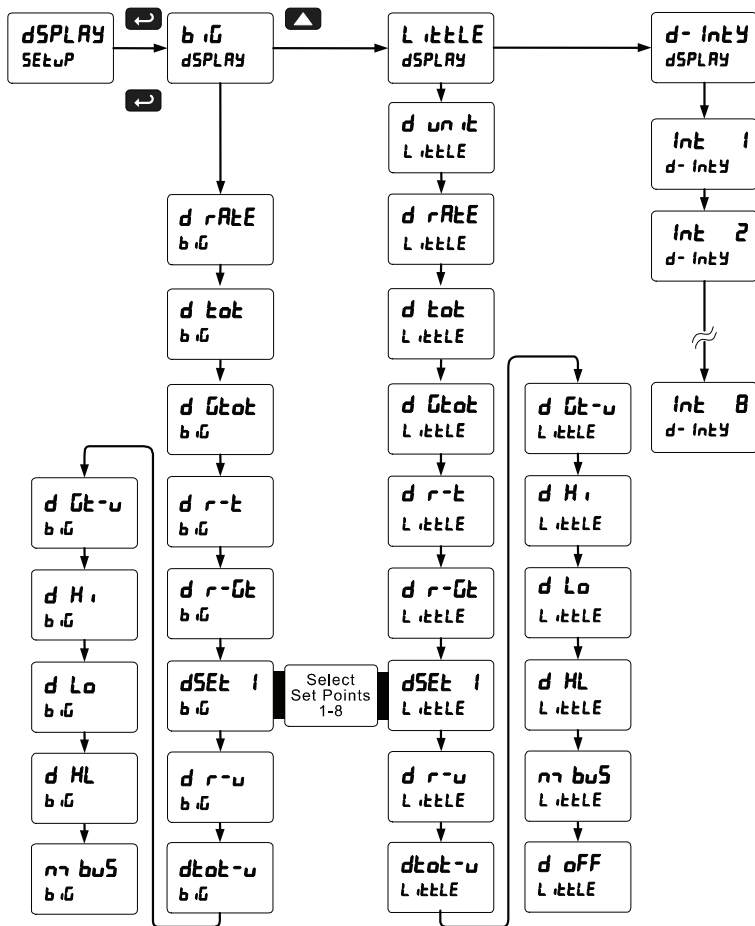 dSPLAY
SEtuP
biG
dSPLAY
LittLE
dSPLAY
d-IntY
dSPLAY
d rAtE
biG
d tot
biG
d Gtot
biG
d r-t
biG
d r-Gt
biG
dSEt 1
biG
d r-u
biG
dtot-u
biG
d Gt-u
biG
d Hi
biG
d Lo
biG
d HL
biG
m buS
biG
Select
Set Points
1-8
d unit
LittLE
d rAtE
LittLE
d tot
LittLE
d Gtot
LittLE
d r-t
LittLE
d r-Gt
LittLE
dSEt 1
LittLE
d r-u
LittLE
dtot-u
LittLE
d Gt-u
LittLE
d Hi
LittLE
d Lo
LittLE
d HL
LittLE
m buS
LittLE
d oFF
LittLE
Int 1
d-IntY
Int 2
d-IntY
Int 8
d-IntY